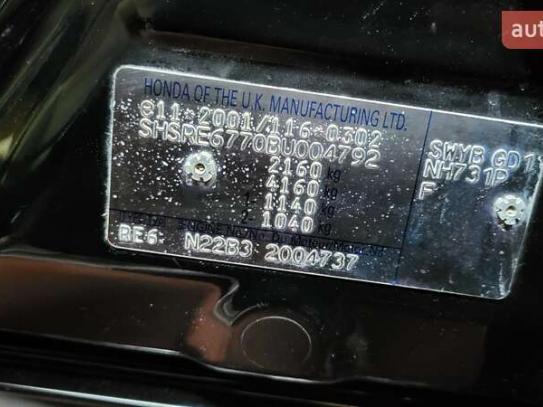 auto
HONDA OF THE U.K. MANUFACTURING LTD.
e11*2001/116*0302
SHSRE6770BU004792
2160 kg
4160 kg
1- 1140 kg
2- 1040 kg
RE6 N22B3 2004737
SWYB GD1
NH731P
F